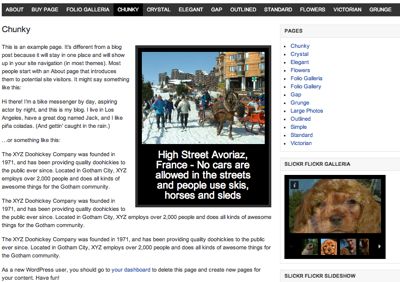 ABOUT BUY PAGE FOLIO GALLERIA CHUNKY CRYSTAL ELEGANT GAP OUTLINED STANDARD FLOWERS VICTORIAN GRUNGE
Chunky
This is an example page. It's different from a blog
post because it will stay in one place and will show
up in your site navigation (in most themes). Most
people start with an About page that introduces
them to potential site visitors. It might say something
like this:
Hi there! I'm a bike messenger by day, aspiring
actor by night, and this is my blog. I live in Los
Angeles, have a great dog named Jack, and I like
piña coladas. (And gettin' caught in the rain.)
...or something like this:
The XYZ Doohickey Company was founded in
1971, and has been providing quality doohickies to
the public ever since. Located in Gotham City, XYZ
employs over 2,000 people and does all kinds of
awesome things for the Gotham community.
High Street Avoriaz,
France - No cars are
allowed in the streets
and people use skis,
horses and sleds
The XYZ Doohickey Company was founded in
1971, and has been providing quality doohickies to
the public ever since. Located in Gotham City, XYZ employs over 2,000 people and does all kinds of awesome
things for the Gotham community.
The XYZ Doohickey Company was founded in 1971, and has been providing quality doohickies to the public
ever since. Located in Gotham City, XYZ employs over 2,000 people and does all kinds of awesome things for
the Gotham community.
As a new WordPress user, you should go to your dashboard to delete this page and create new pages for
your content. Have fun!
PAGES
Chunky
Crystal
Elegant
Flowers
Folio Galleria
Folio Gallery
Gap
Grunge
Large Photos
Outlined
Simple
Standard
Victorian
SLICKR FLICKR GALLERIA
SLICKR FLICKR SLIDESHOW